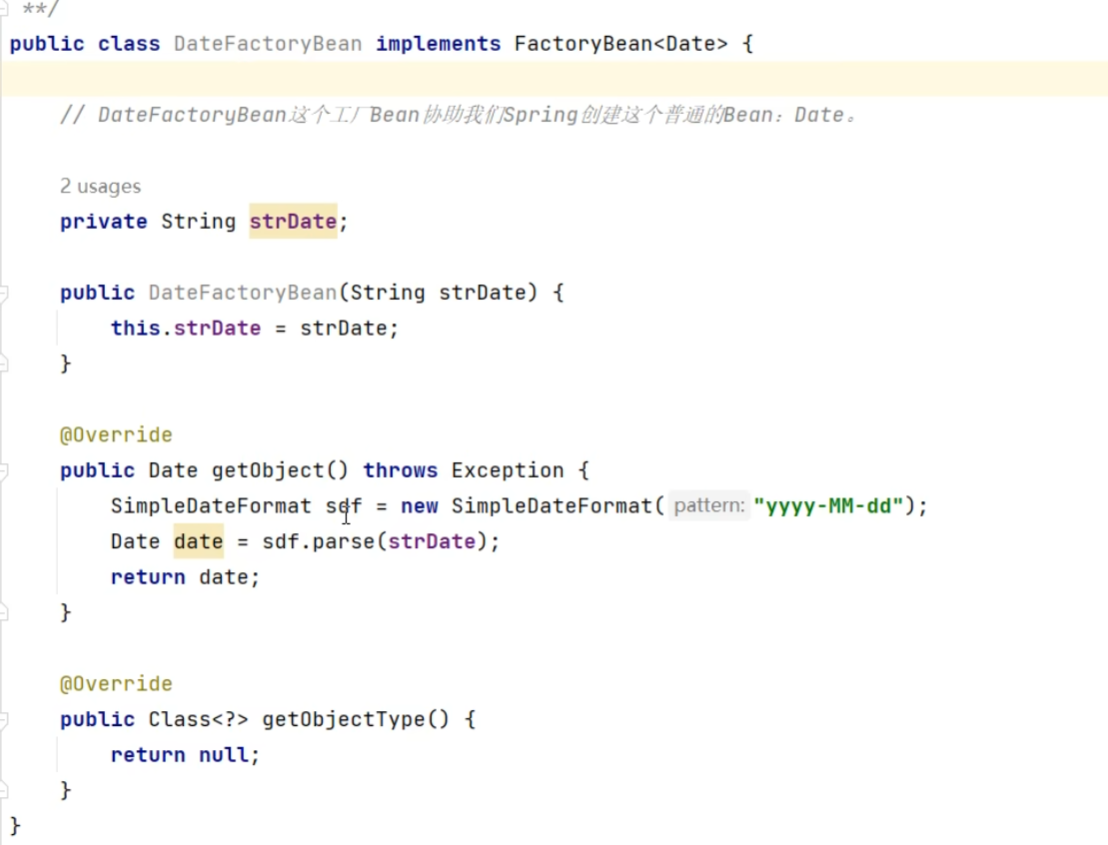 **/
public class DateFactoryBean implements FactoryBean<Date> {
// DateFactoryBean这个工厂Bean协助我们Spring创建这个普通的Bean：Date。
2 usages
private String strDate;
public DateFactoryBean(String strDate) {
this.strDate = strDate;
}
@Override
public Date getObject() throws Exception {
SimpleDateFormat sdf = new SimpleDateFormat( pattern: "yyyy-MM-dd");
Date date = sdf.parse(strDate);
return date;
}
@Override
public Class<?> getObjectType() {
return null;
}
}